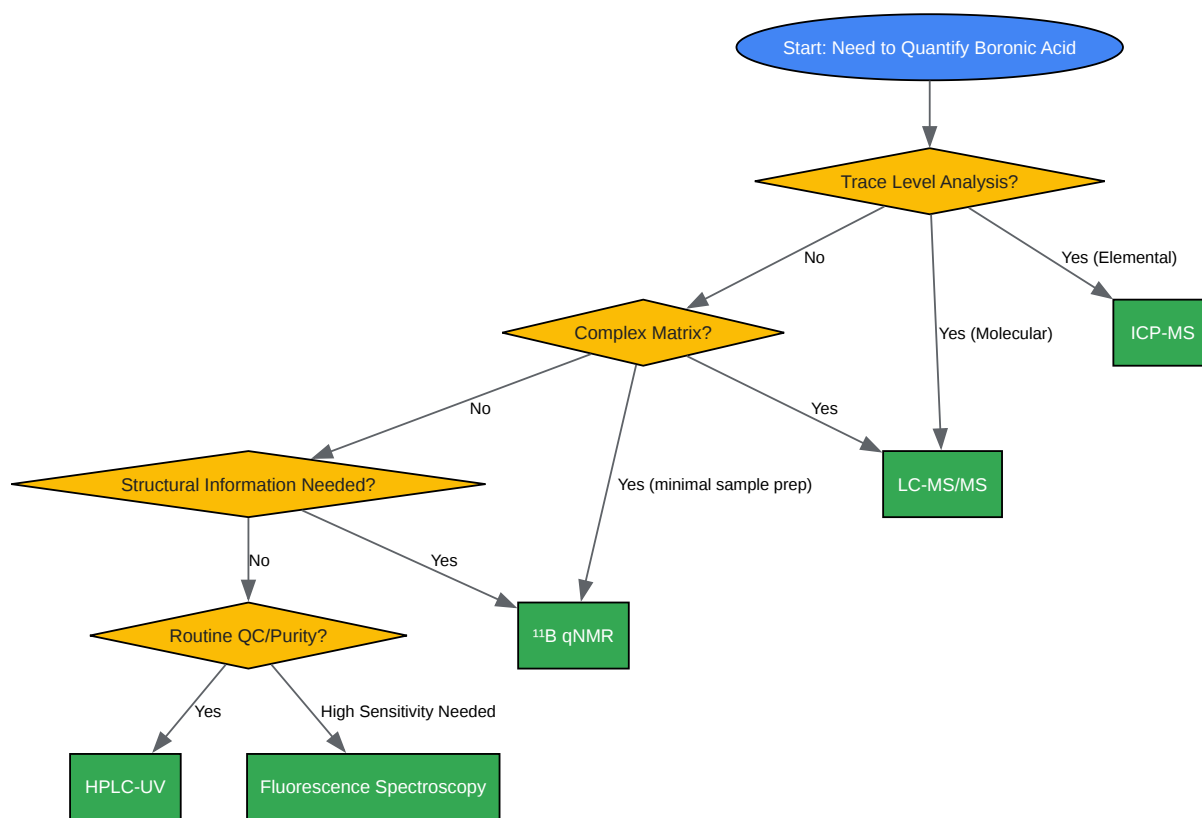 Start: Need to Quantify Boronic Acid
Trace Level Analysis?
No
Yes (Molecular)
Yes (Elemental)
Complex Matrix?
ICP-MS
No
Yes (minimal sample prep)
Yes
Structural Information Needed?
LC-MS/MS
No
Yes
Routine QC/Purity?
¹¹B qNMR
Yes
High Sensitivity Needed
HPLC-UV
Fluorescence Spectroscopy